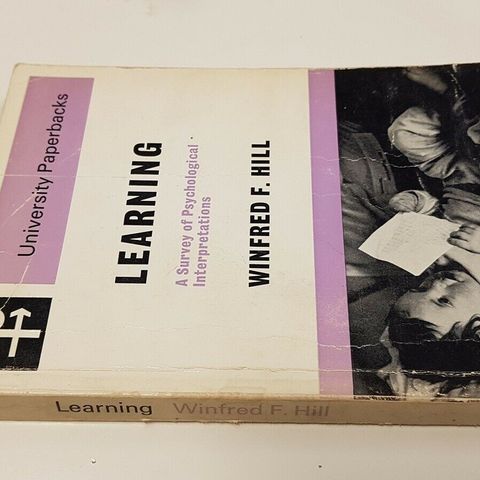 University Paperbacks
LEARNING
A Survey of Psychological
Interpretations
WINFRED F. HILL
Learning Winfred F. Hill